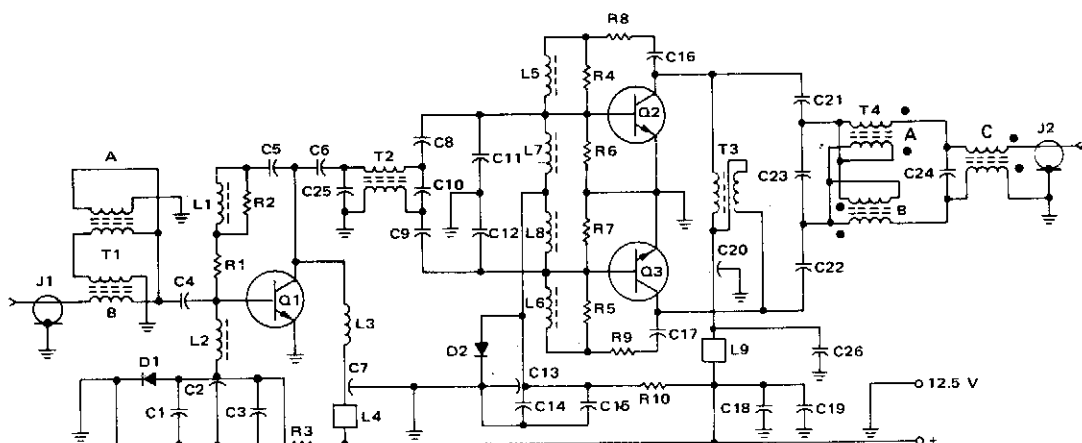 R8
C16
L5
R4
Q2
C21
T4
C
J2
A
C5
C6
T2
C8
C11
L7
R6
T3
C23
C24
A
L1
R2
C25
C10
B
T1
C9
C12
L8
R7
C20
J1
C4
R1
Q1
Q3
C22
B
L6
R5
L2
L3
D2
R9
C17
L9
C26
D1
C2
C7
C13
12.5 V
C1
C3
L4
C14
C15
R10
C18
C19
R3
+